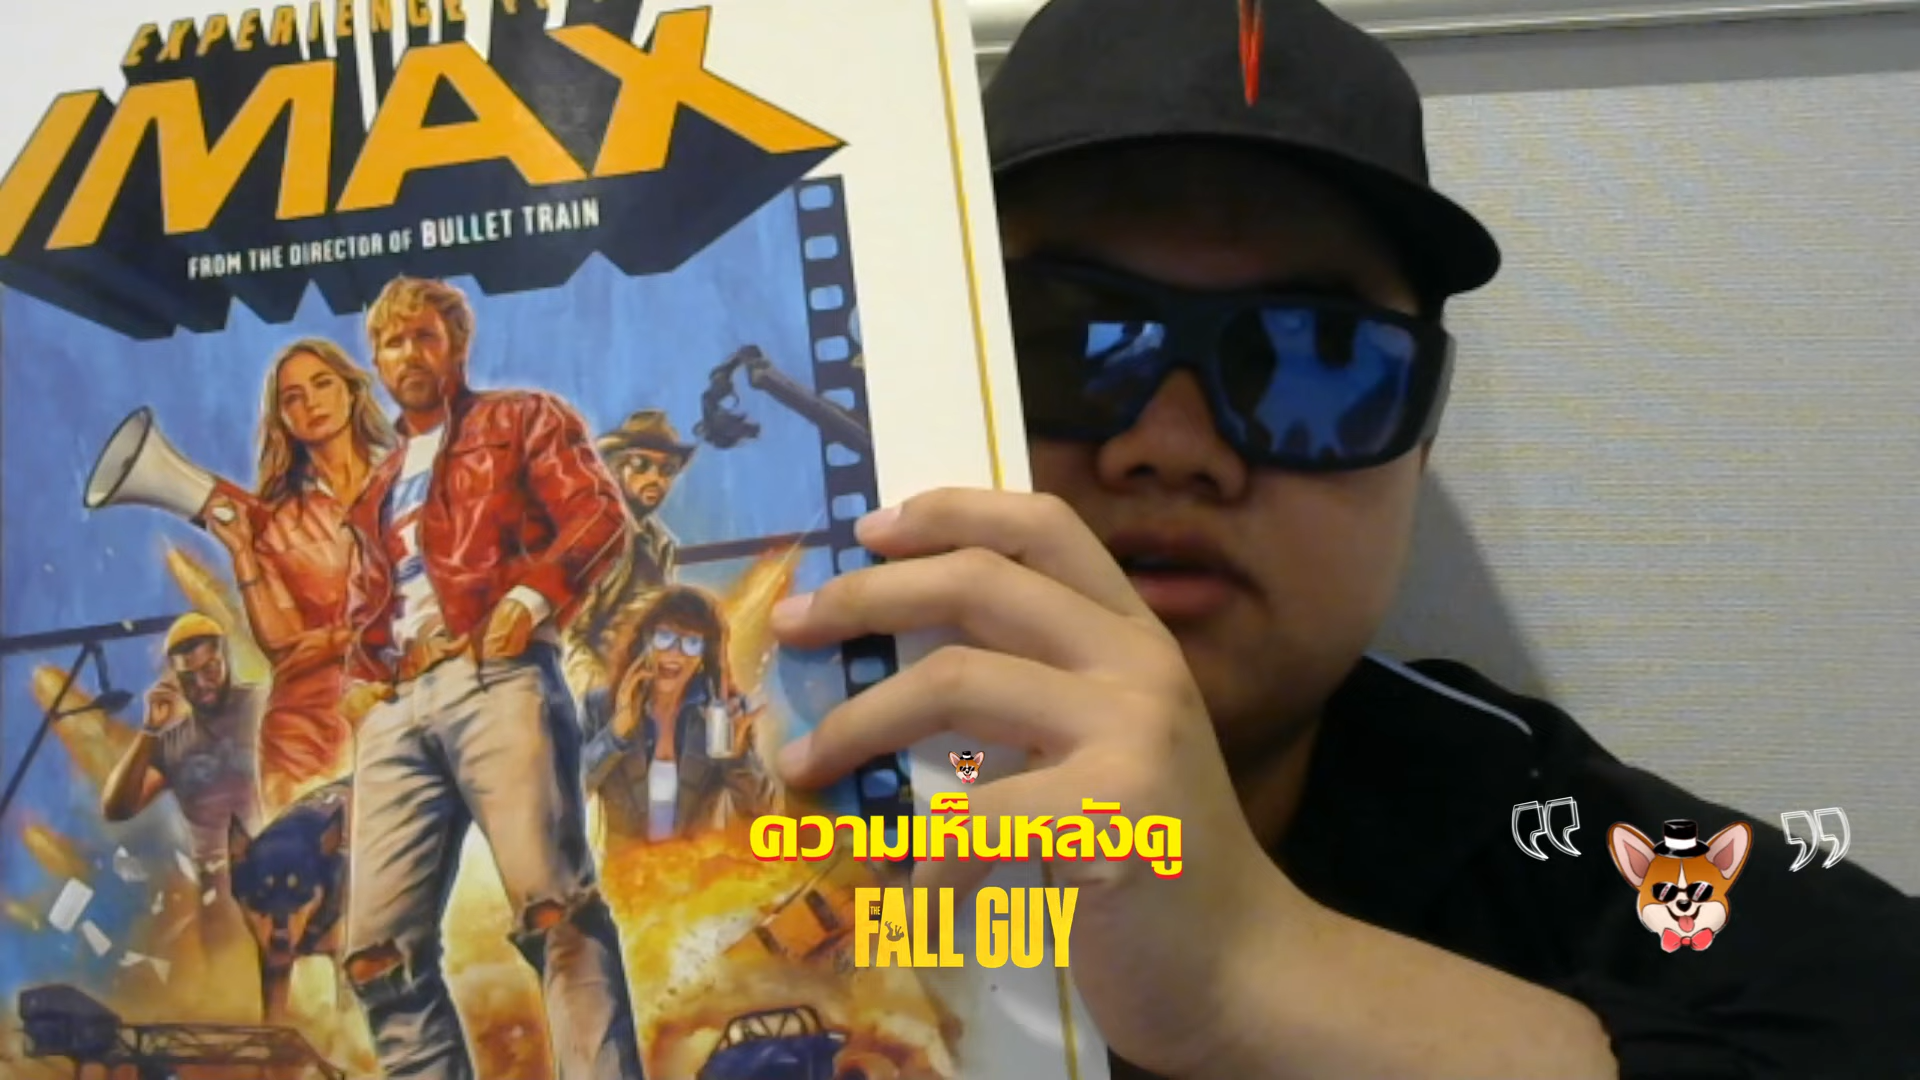 EXPERIENCE
IMAX
FROM THE DIRECTOR OF BULLET TRAIN
ความเห็นหลังดู
THE FALL GUY